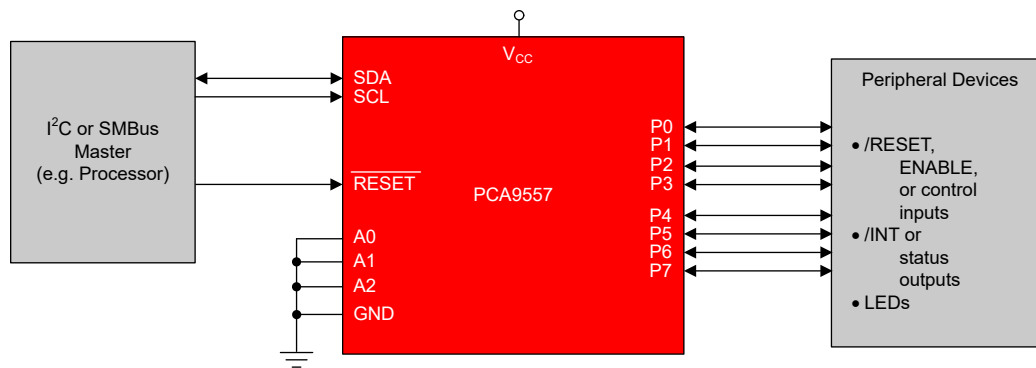 I²C or SMBus
Master
(e.g. Processor)
V_CC
SDA
SCL
RESET
A0
A1
A2
GND
PCA9557
P0
P1
P2
P3
P4
P5
P6
P7
Peripheral Devices
• /RESET,
ENABLE,
or control
inputs
• /INT or
status
outputs
• LEDs